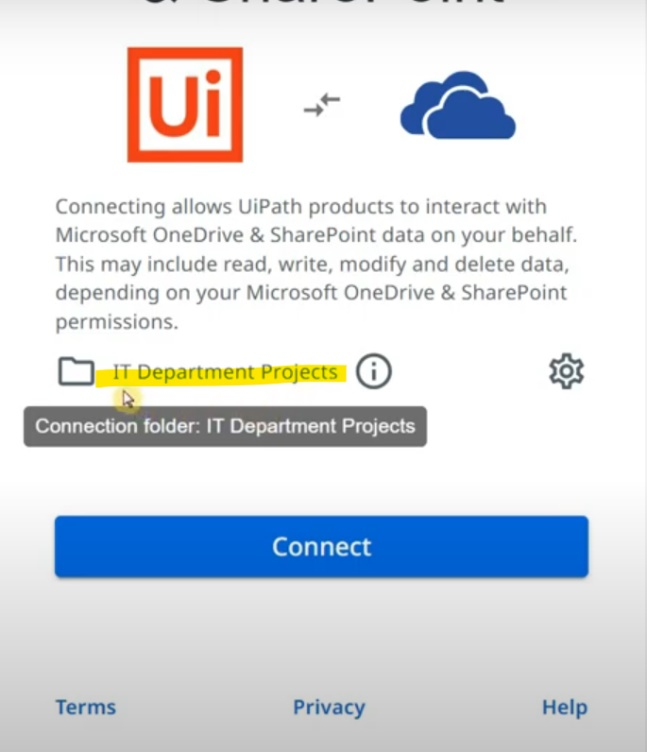 & SharePoint
Ui
Connecting allows UiPath products to interact with
Microsoft OneDrive & SharePoint data on your behalf.
This may include read, write, modify and delete data,
depending on your Microsoft OneDrive & SharePoint
permissions.
IT Department Projects
Connection folder: IT Department Projects
Connect
Terms Privacy Help